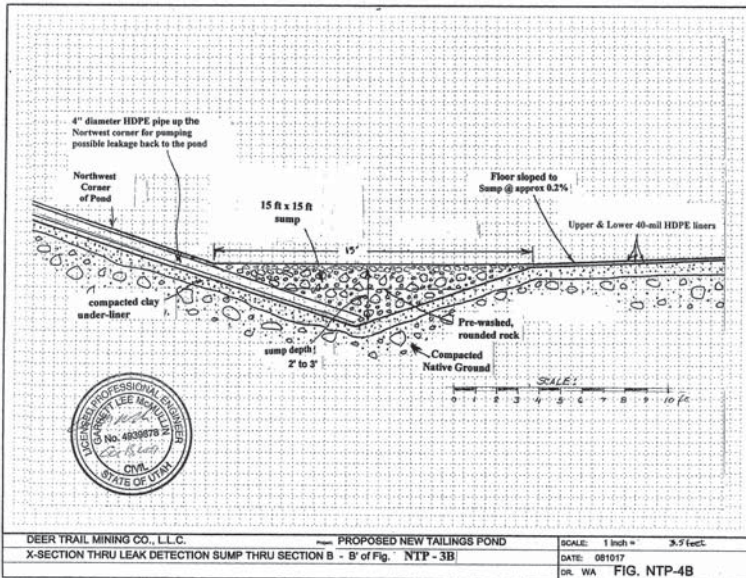 4" diameter HDPE pipe up the
Nortwest corner for pumping
possible leakage back to the pond
Northwest
Corner
of Pond
15 ft x 15 ft
sump
Floor sloped to
Sump @ approx 0.2%
Upper & Lower 40-mil HDPE liners
15'
compacted clay
under-liner
sump depth
2' to 3'
Pre-washed,
rounded rock
Compacted
Native Ground
SCALE:
0 1 2 3 4 5 6 7 8 9 10 ft
LICENSED PROFESSIONAL ENGINEER
GARRETT LEE McMULLIN
No. 4939878
CIVIL
STATE OF UTAH
DEER TRAIL MINING CO., L.L.C.
Project: PROPOSED NEW TAILINGS POND
SCALE: 1 inch = 3.5 feet
X-SECTION THRU LEAK DETECTION SUMP THRU SECTION B - B' of Fig. NTP - 3B
DATE: 081017
DR. WA FIG. NTP-4B